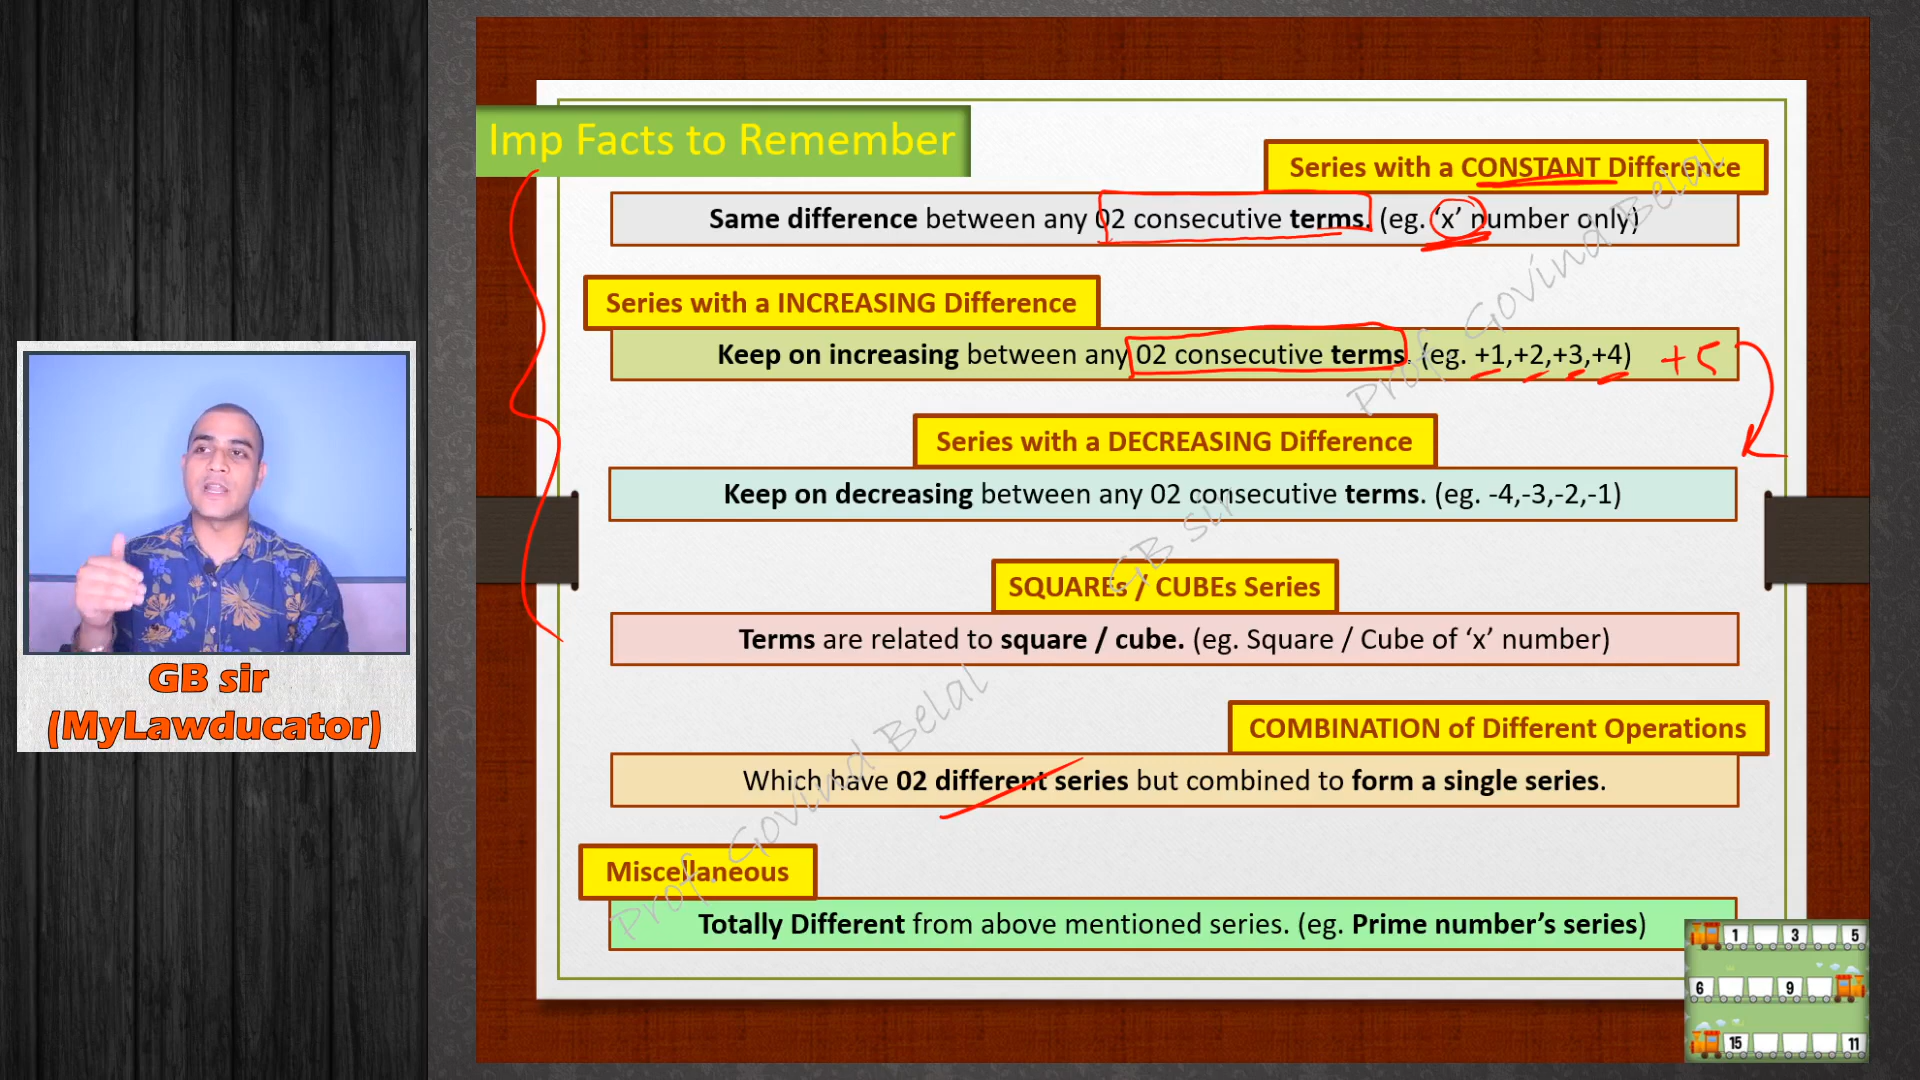 Imp Facts to Remember
Series with a CONSTANT Difference
Same difference between any 02 consecutive terms. (eg. ‘x’ number only)
Series with a INCREASING Difference
Keep on increasing between any 02 consecutive terms. (eg. +1,+2,+3,+4) +5
Series with a DECREASING Difference
Keep on decreasing between any 02 consecutive terms. (eg. -4,-3,-2,-1)
SQUAREs / CUBEs Series
Terms are related to square / cube. (eg. Square / Cube of ‘x’ number)
COMBINATION of Different Operations
Which have 02 different series but combined to form a single series.
Miscellaneous
Totally Different from above mentioned series. (eg. Prime number’s series)
GB sir
(MyLawducator)
Prof. Govind Belal
GB sir
Prof. Govind Belal
1 3 5
6 9
15 11